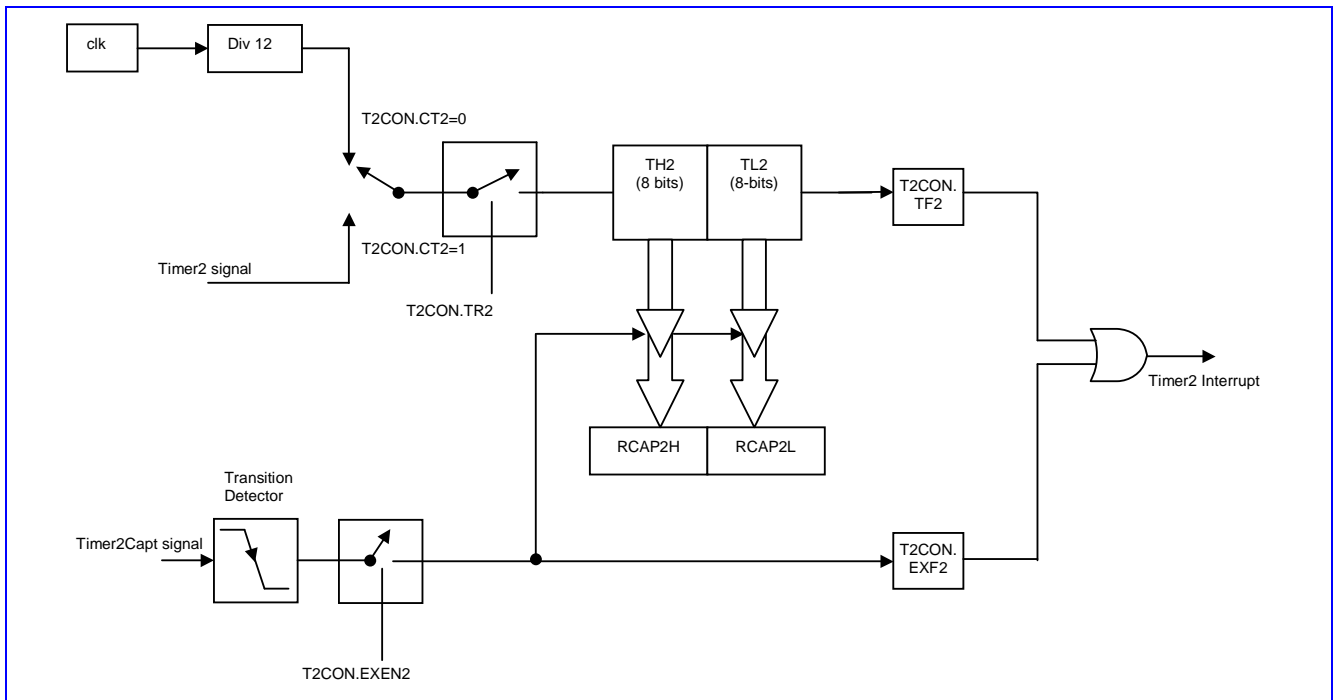 clk
Div 12
T2CON.CT2=0
TH2
(8 bits)
TL2
(8-bits)
T2CON.
TF2
T2CON.CT2=1
Timer2 signal
T2CON.TR2
Timer2 Interrupt
RCAP2H
RCAP2L
Transition
Detector
Timer2Capt signal
T2CON.
EXF2
T2CON.EXEN2